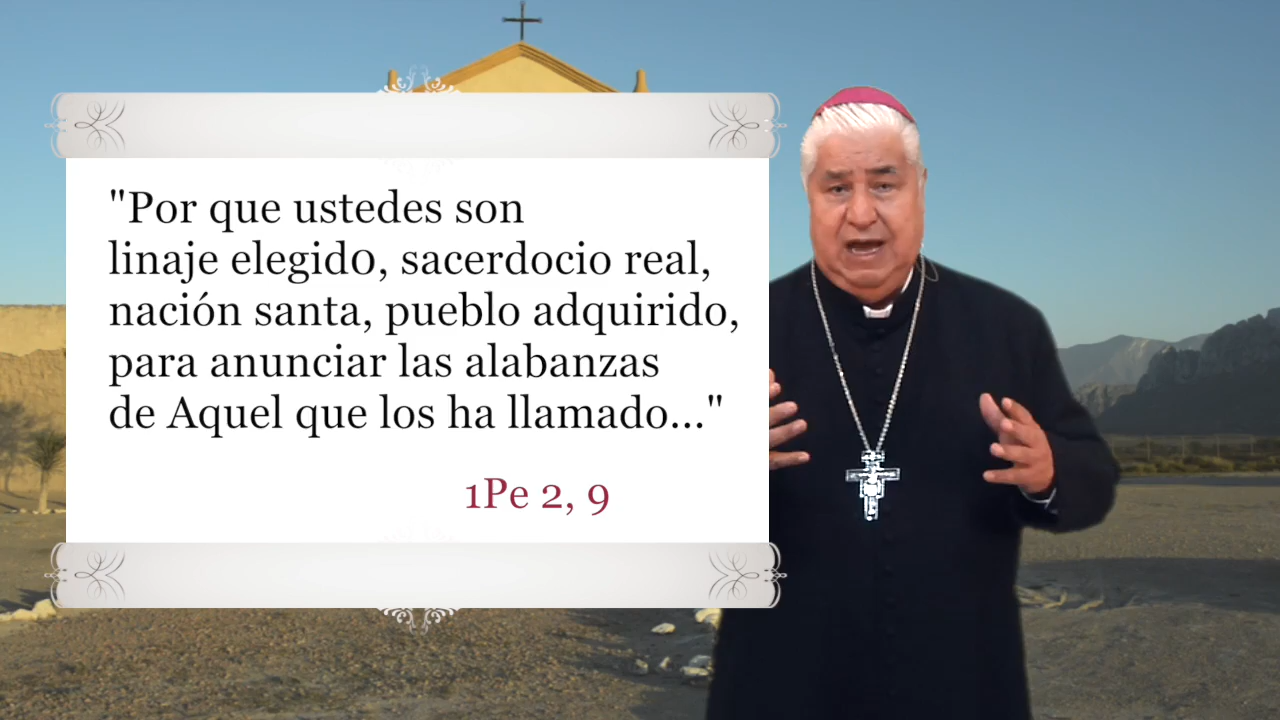 "Por que ustedes son
linaje elegido, sacerdocio real,
nación santa, pueblo adquirido,
para anunciar las alabanzas
de Aquel que los ha llamado..."
1Pe 2, 9